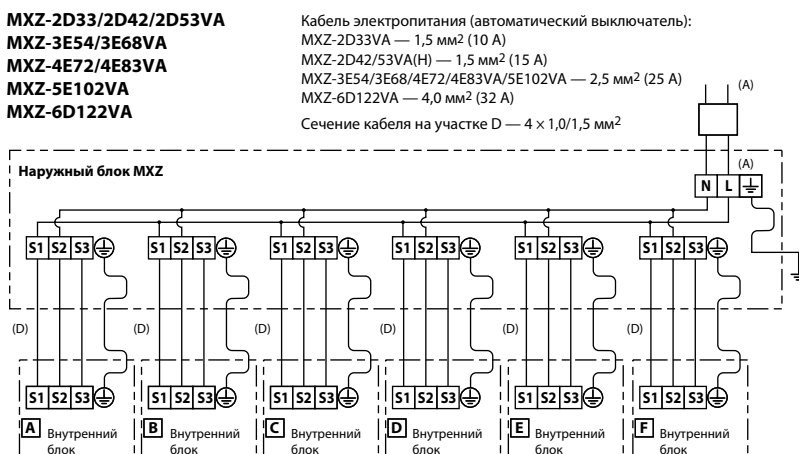 MXZ-2D33/2D42/2D53VA
MXZ-3E54/3E68VA
MXZ-4E72/4E83VA
MXZ-5E102VA
MXZ-6D122VA
Кабель электропитания (автоматический выключатель):
MXZ-2D33VA — 1,5 мм² (10 А)
MXZ-2D42/53VA(H) — 1,5 мм² (15 А)
MXZ-3E54/3E68/4E72/4E83VA/5E102VA — 2,5 мм² (25 А)
MXZ-6D122VA — 4,0 мм² (32 А)
Сечение кабеля на участке D — 4 × 1,0/1,5 мм²
(A)
(A)
Наружный блок MXZ
N L
S1 S2 S3 S1 S2 S3 S1 S2 S3 S1 S2 S3 S1 S2 S3 S1 S2 S3
(D) (D) (D) (D) (D) (D)
S1 S2 S3 S1 S2 S3 S1 S2 S3 S1 S2 S3 S1 S2 S3 S1 S2 S3
A Внутренний блок
B Внутренний блок
C Внутренний блок
D Внутренний блок
E Внутренний блок
F Внутренний блок